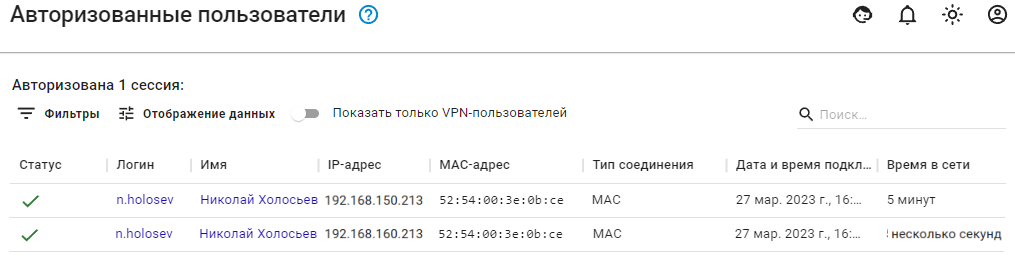 Авторизованные пользователи
Авторизована 1 сессия:
Фильтры Отображение данных Показать только VPN-пользователей Поиск...
Статус Логин Имя IP-адрес MAC-адрес Тип соединения Дата и время подкл... Время в сети
n.holosev Николай Холосьев 192.168.150.213 52:54:00:3e:0b:ce MAC 27 мар. 2023 г., 16:... 5 минут
n.holosev Николай Холосьев 192.168.160.213 52:54:00:3e:0b:ce MAC 27 мар. 2023 г., 16:... несколько секунд